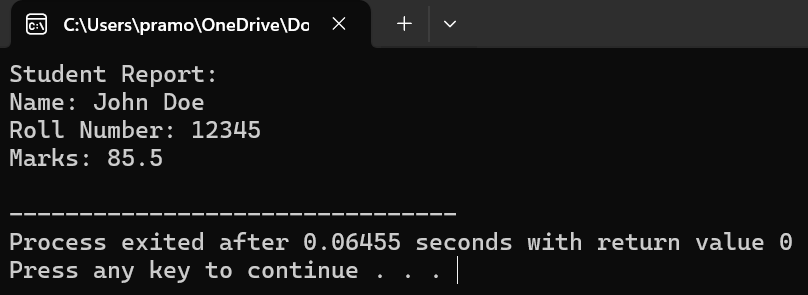 C:\Users\pramo\OneDrive\Do
Student Report:
Name: John Doe
Roll Number: 12345
Marks: 85.5
--------------------------------
Process exited after 0.06455 seconds with return value 0
Press any key to continue . . .